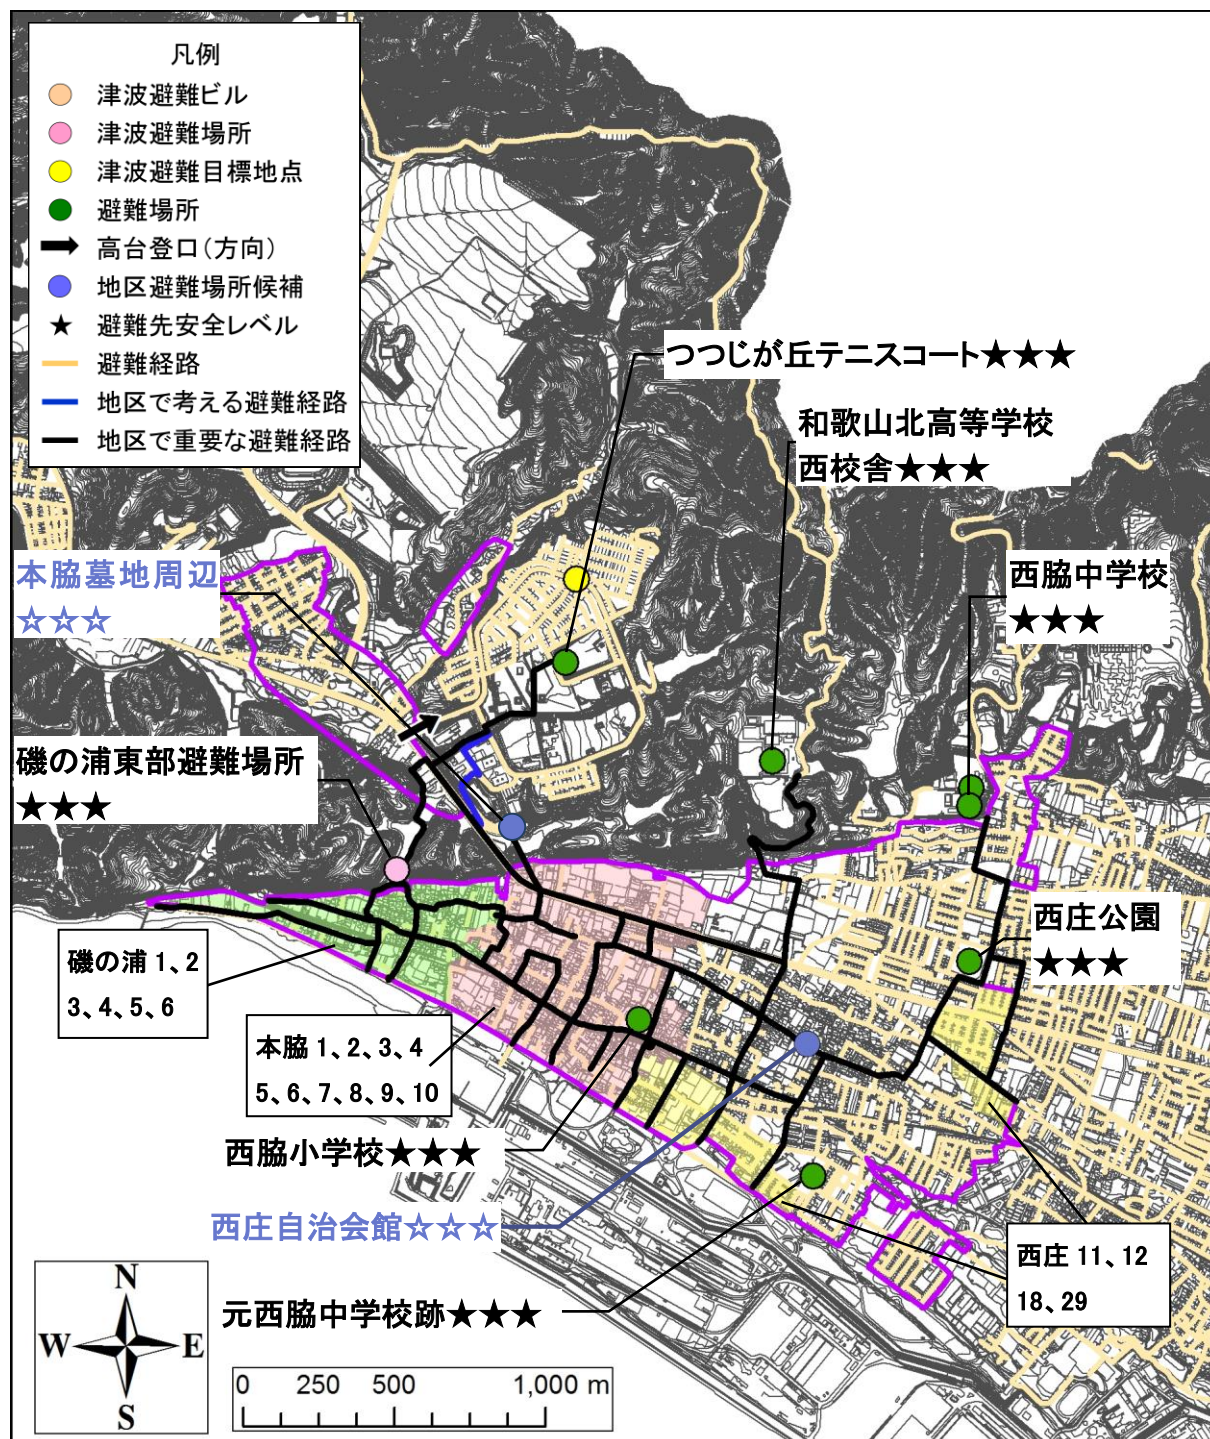 凡例
津波避難ビル
津波避難場所
津波避難目標地点
避難場所
高台登口(方向)
地区避難場所候補
★ 避難先安全レベル
避難経路
地区で考える避難経路
地区で重要な避難経路
つつじが丘テニスコート★★★
和歌山北高等学校
西校舎★★★
本脇墓地周辺
☆☆☆
西脇中学校
★★★
磯の浦東部避難場所
★★★
西庄公園
★★★
磯の浦 1、2
3、4、5、6
本脇 1、2、3、4
5、6、7、8、9、10
西脇小学校★★★
西庄自治会館☆☆☆
西庄 11、12
18、29
元西脇中学校跡★★★
N
W E
S
0 250 500 1,000 m